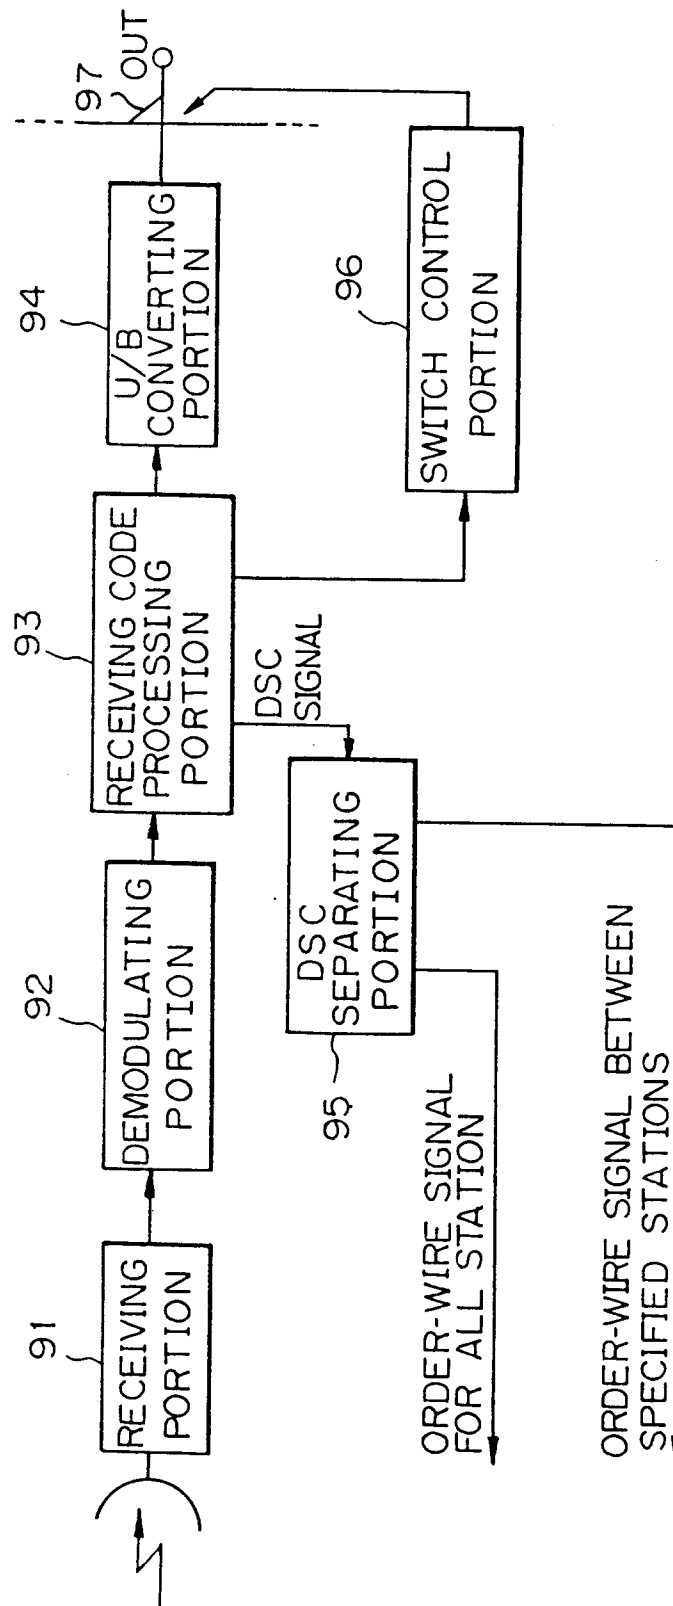 91
RECEIVING
PORTION
92
DEMODULATING
PORTION
93
RECEIVING CODE
PROCESSING
PORTION
94
U/B
CONVERTING
PORTION
97
OUT
DSC
SIGNAL
95
DSC
SEPARATING
PORTION
96
SWITCH CONTROL
PORTION
ORDER-WIRE SIGNAL
FOR ALL STATION
ORDER-WIRE SIGNAL BETWEEN
SPECIFIED STATIONS